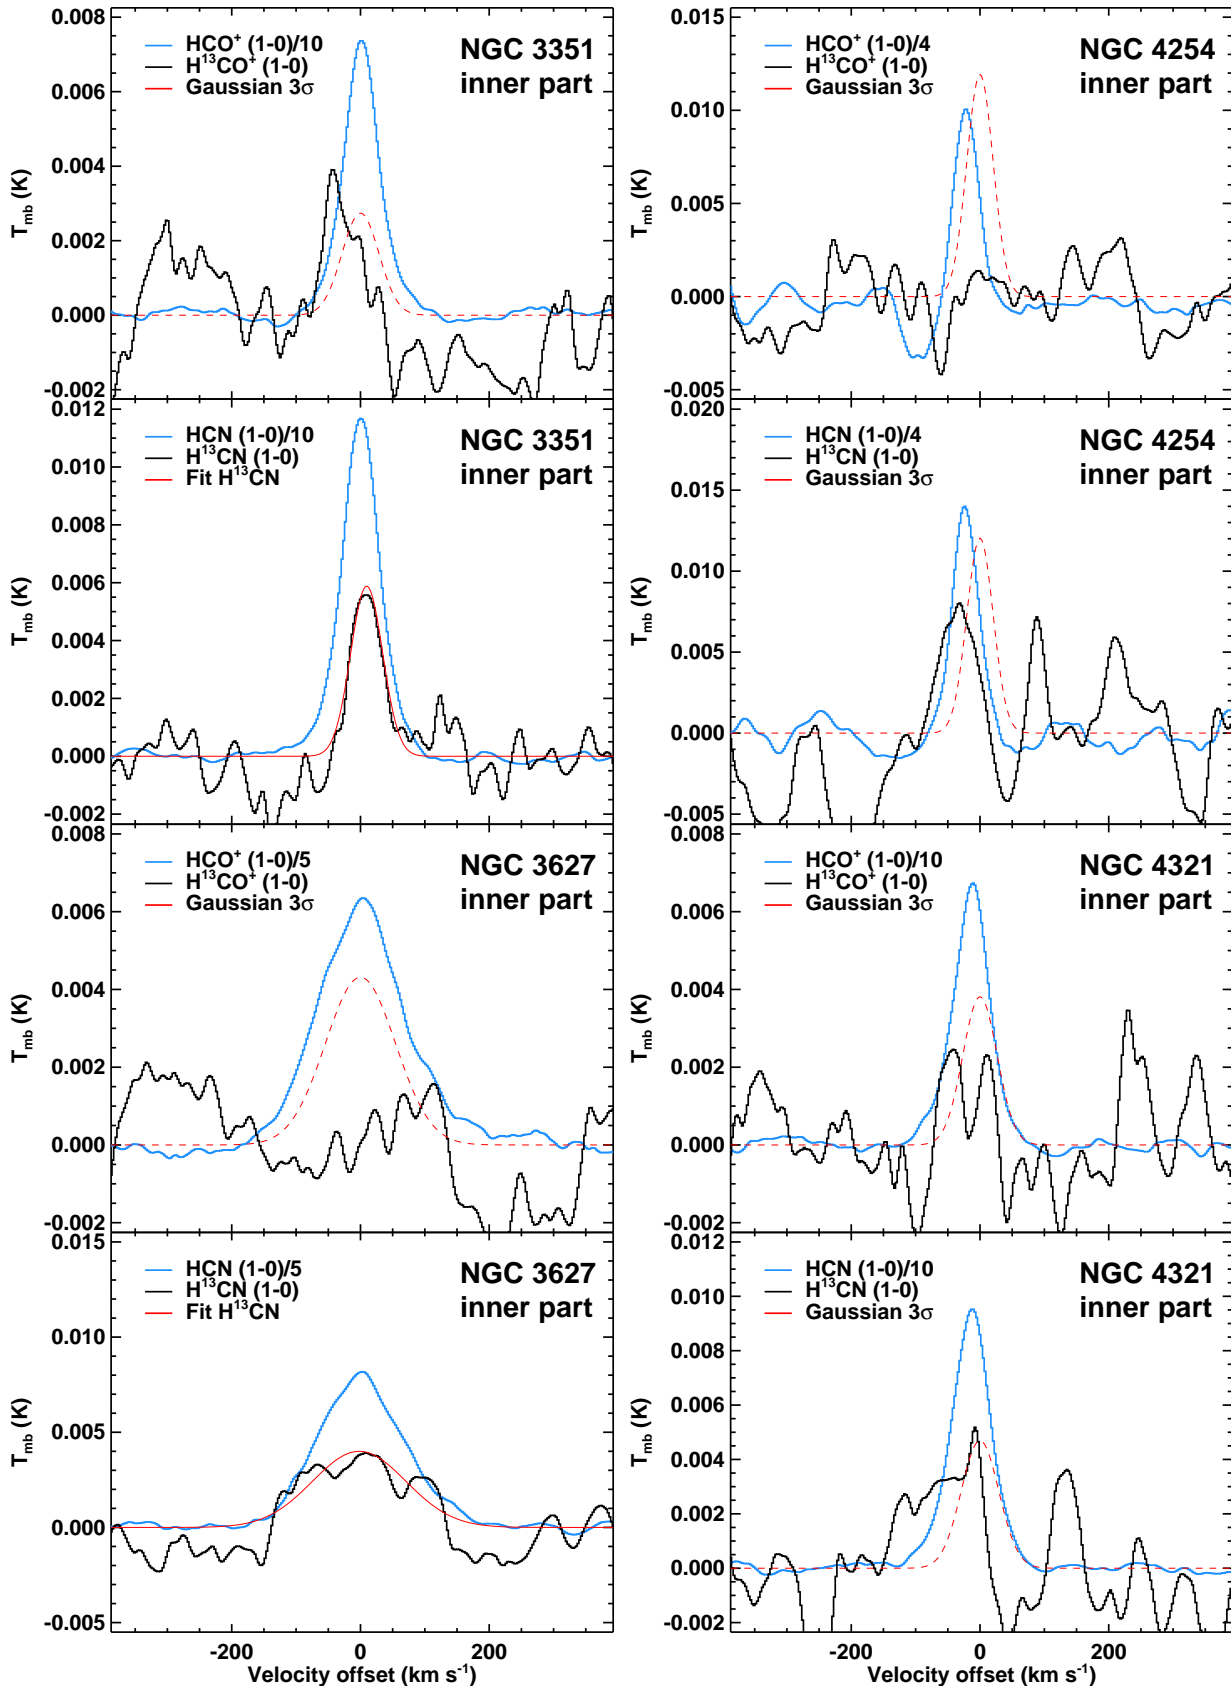 0.008
0.006
0.004
0.002
0.000
-0.002
T_mb (K)
HCO⁺ (1-0)/10
H¹³CO⁺ (1-0)
Gaussian 3σ
NGC 3351
inner part
0.015
0.010
0.005
0.000
-0.005
T_mb (K)
HCO⁺ (1-0)/4
H¹³CO⁺ (1-0)
Gaussian 3σ
NGC 4254
inner part
0.012
0.010
0.008
0.006
0.004
0.002
0.000
-0.002
T_mb (K)
HCN (1-0)/10
H¹³CN (1-0)
Fit H¹³CN
NGC 3351
inner part
0.020
0.015
0.010
0.005
0.000
-0.005
T_mb (K)
HCN (1-0)/4
H¹³CN (1-0)
Gaussian 3σ
NGC 4254
inner part
0.008
0.006
0.004
0.002
0.000
-0.002
T_mb (K)
HCO⁺ (1-0)/5
H¹³CO⁺ (1-0)
Gaussian 3σ
NGC 3627
inner part
0.008
0.006
0.004
0.002
0.000
-0.002
T_mb (K)
HCO⁺ (1-0)/10
H¹³CO⁺ (1-0)
Gaussian 3σ
NGC 4321
inner part
0.015
0.010
0.005
0.000
-0.005
T_mb (K)
HCN (1-0)/5
H¹³CN (1-0)
Fit H¹³CN
NGC 3627
inner part
-200 0 200
Velocity offset (km s⁻¹)
0.012
0.010
0.008
0.006
0.004
0.002
0.000
-0.002
T_mb (K)
HCN (1-0)/10
H¹³CN (1-0)
Gaussian 3σ
NGC 4321
inner part
-200 0 200
Velocity offset (km s⁻¹)